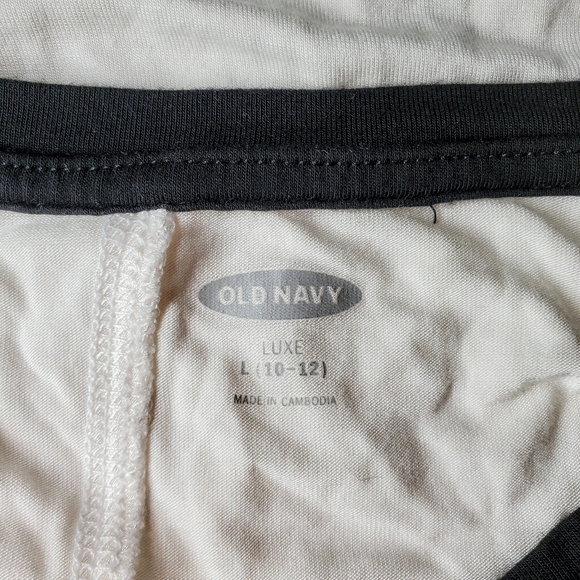 OLD NAVY
LUXE
L (10-12)
MADE IN CAMBODIA